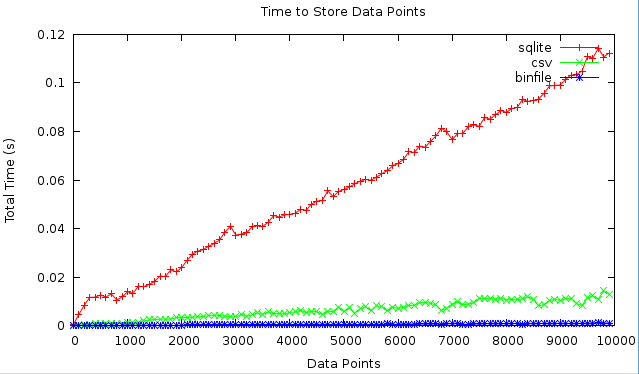 Time to Store Data Points
0.12
0.1
0.08
0.06
0.04
0.02
0
Total Time (s)
sqlite
csv
binfile
0 1000 2000 3000 4000 5000 6000 7000 8000 9000 10000
Data Points